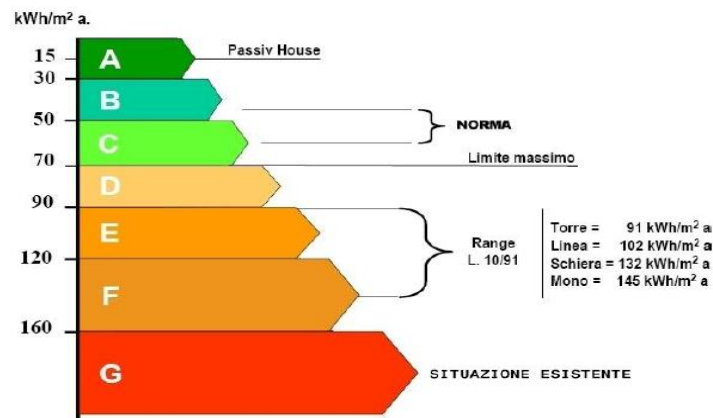 kWh/m² a.
15
A
Passiv House
30
B
50
NORMA
C
70
Limite massimo
D
90
E
Range
L. 10/91
Torre = 91 kWh/m² a
Linea = 102 kWh/m² a
Schiera = 132 kWh/m² a
Mono = 145 kWh/m² a
120
F
160
G
SITUAZIONE ESISTENTE